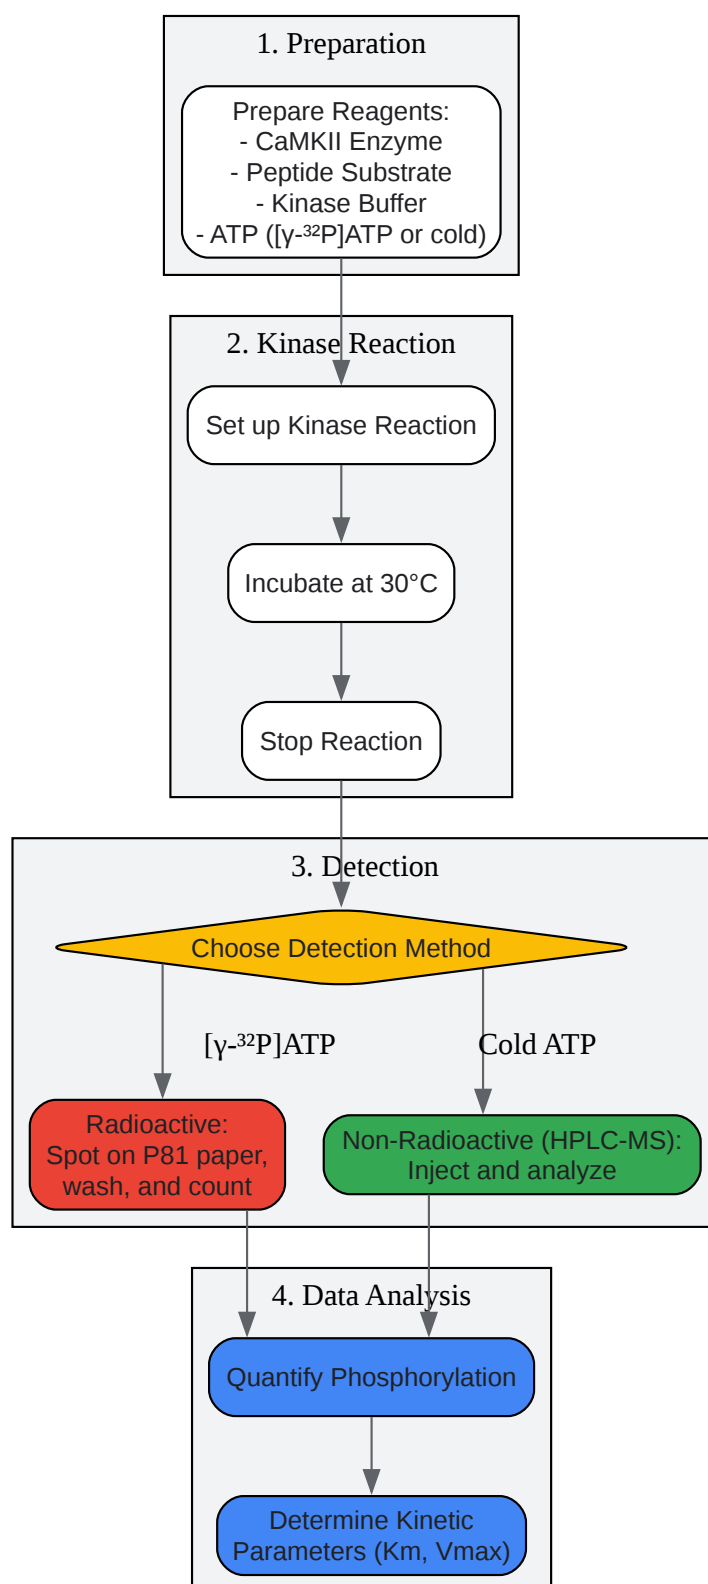 1. Preparation
Prepare Reagents:
- CaMKII Enzyme
- Peptide Substrate
- Kinase Buffer
- ATP ([γ-³²P]ATP or cold)
2. Kinase Reaction
Set up Kinase Reaction
Incubate at 30°C
Stop Reaction
3. Detection
Choose Detection Method
[γ-³²P]ATP
Cold ATP
Radioactive:
Spot on P81 paper,
wash, and count
Non-Radioactive (HPLC-MS):
Inject and analyze
4. Data Analysis
Quantify Phosphorylation
Determine Kinetic
Parameters (Km, Vmax)